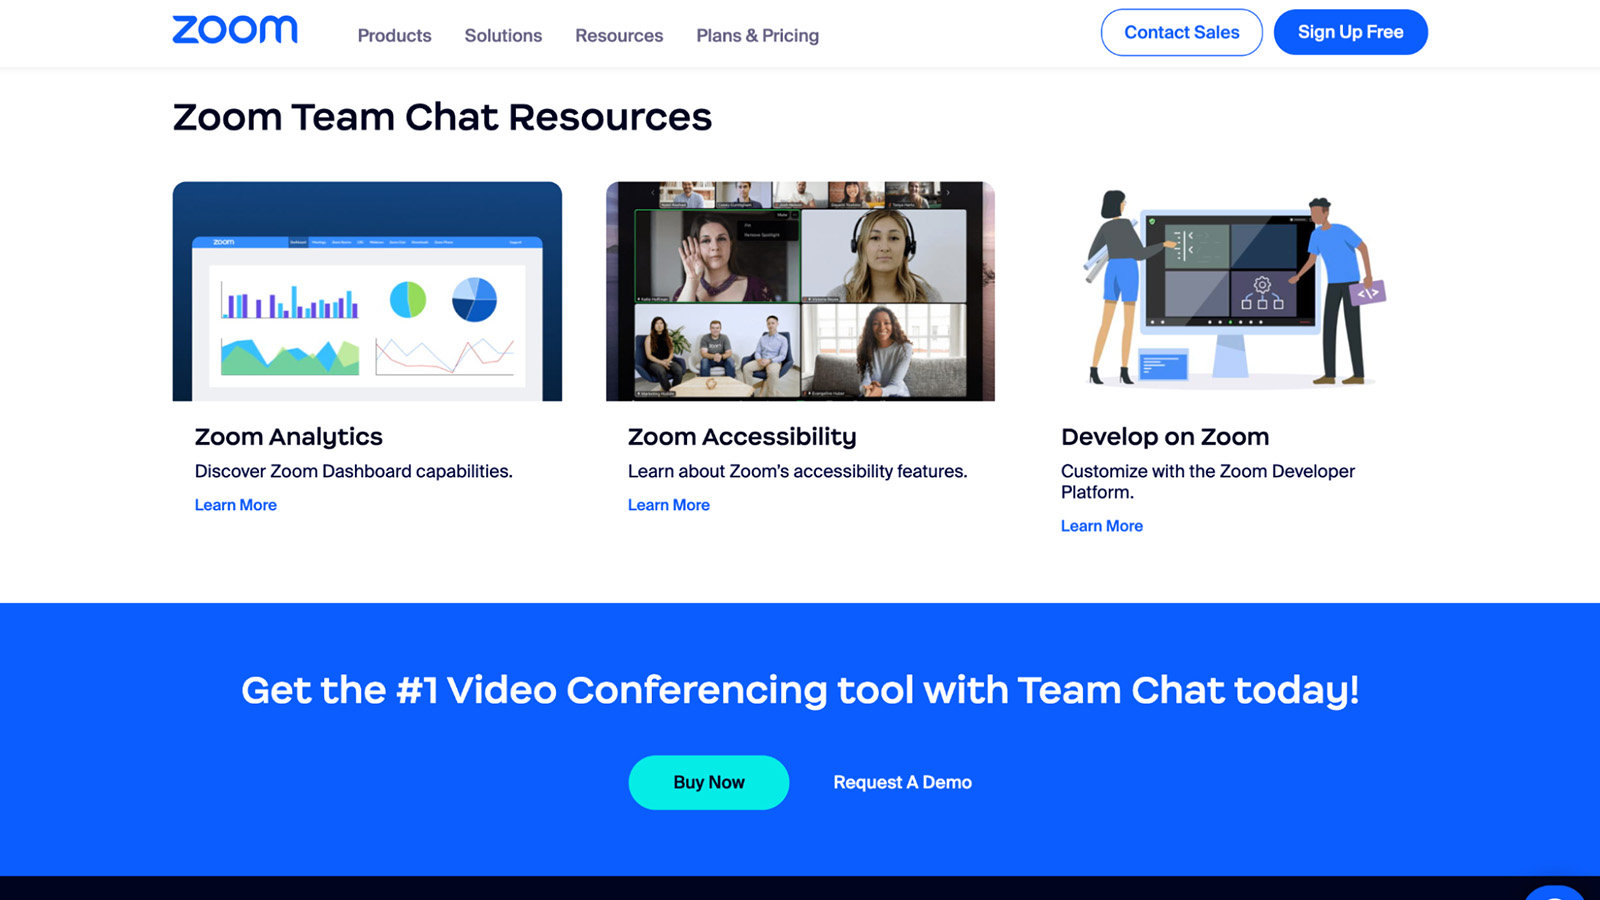 zoom
Products Solutions Resources Plans & Pricing
Contact Sales
Sign Up Free
Zoom Team Chat Resources
zoom
Remove Spotlight
</>
Zoom Analytics
Discover Zoom Dashboard capabilities.
Learn More
Zoom Accessibility
Learn about Zoom's accessibility features.
Learn More
Develop on Zoom
Customize with the Zoom Developer
Platform.
Learn More
Get the #1 Video Conferencing tool with Team Chat today!
Buy Now
Request A Demo